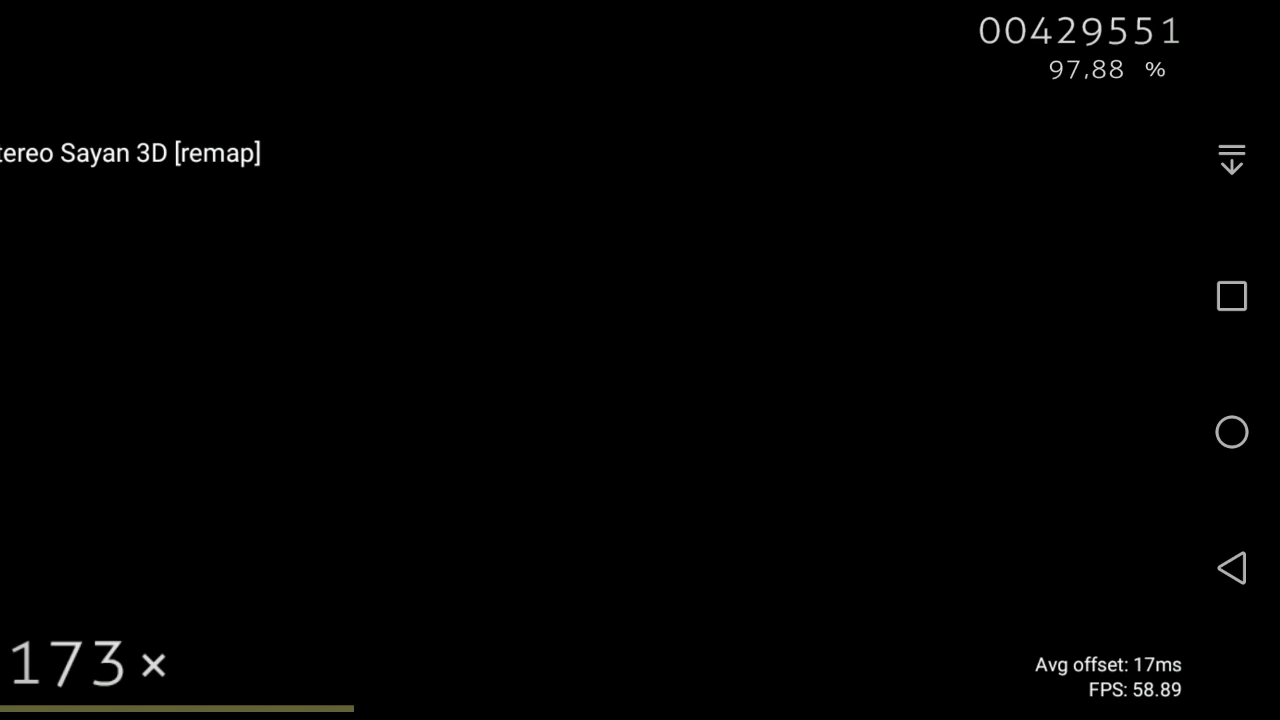 00429551
97,88 %
tereo Sayan 3D [remap]
173×
Avg offset: 17ms
FPS: 58.89